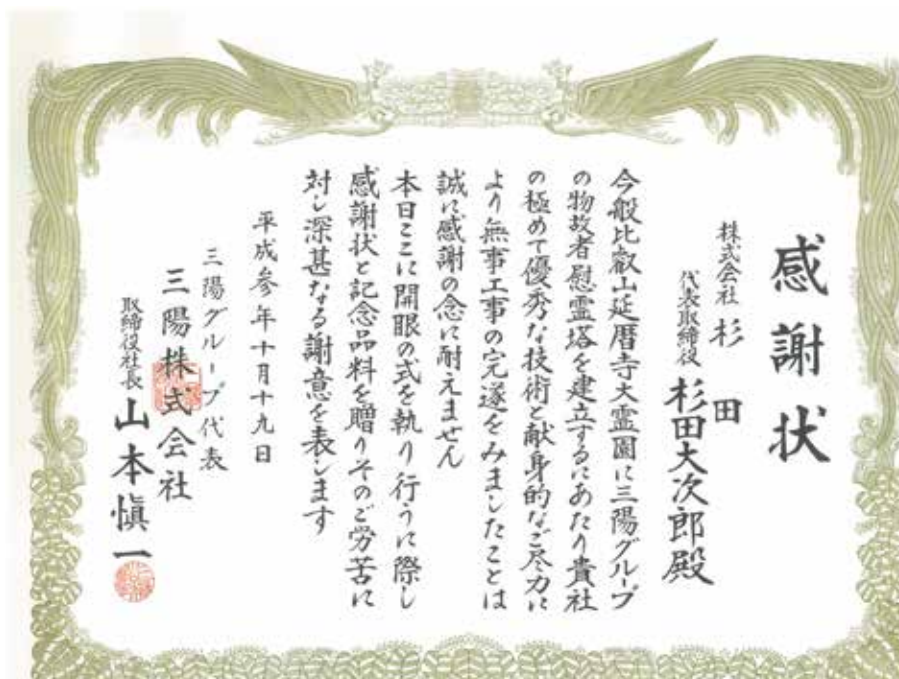 感謝状
株式会社 杉田
代表取締役 杉田大次郎殿
今般比叡山延暦寺大霊園に三陽グループ
の物故者慰霊塔を建立するにあたり貴社
の極めて優秀な技術と献身的なご尽力に
より無事工事の完遂をみましたことは
誠に感謝の念に耐えません
本日ここに開眼の式を執り行うに際し
感謝状と記念品料を贈りそのご労苦に
対し深甚なる謝意を表します
平成参年十月十九日
三陽グループ代表
三陽株式会社
取締役社長 山本慎一